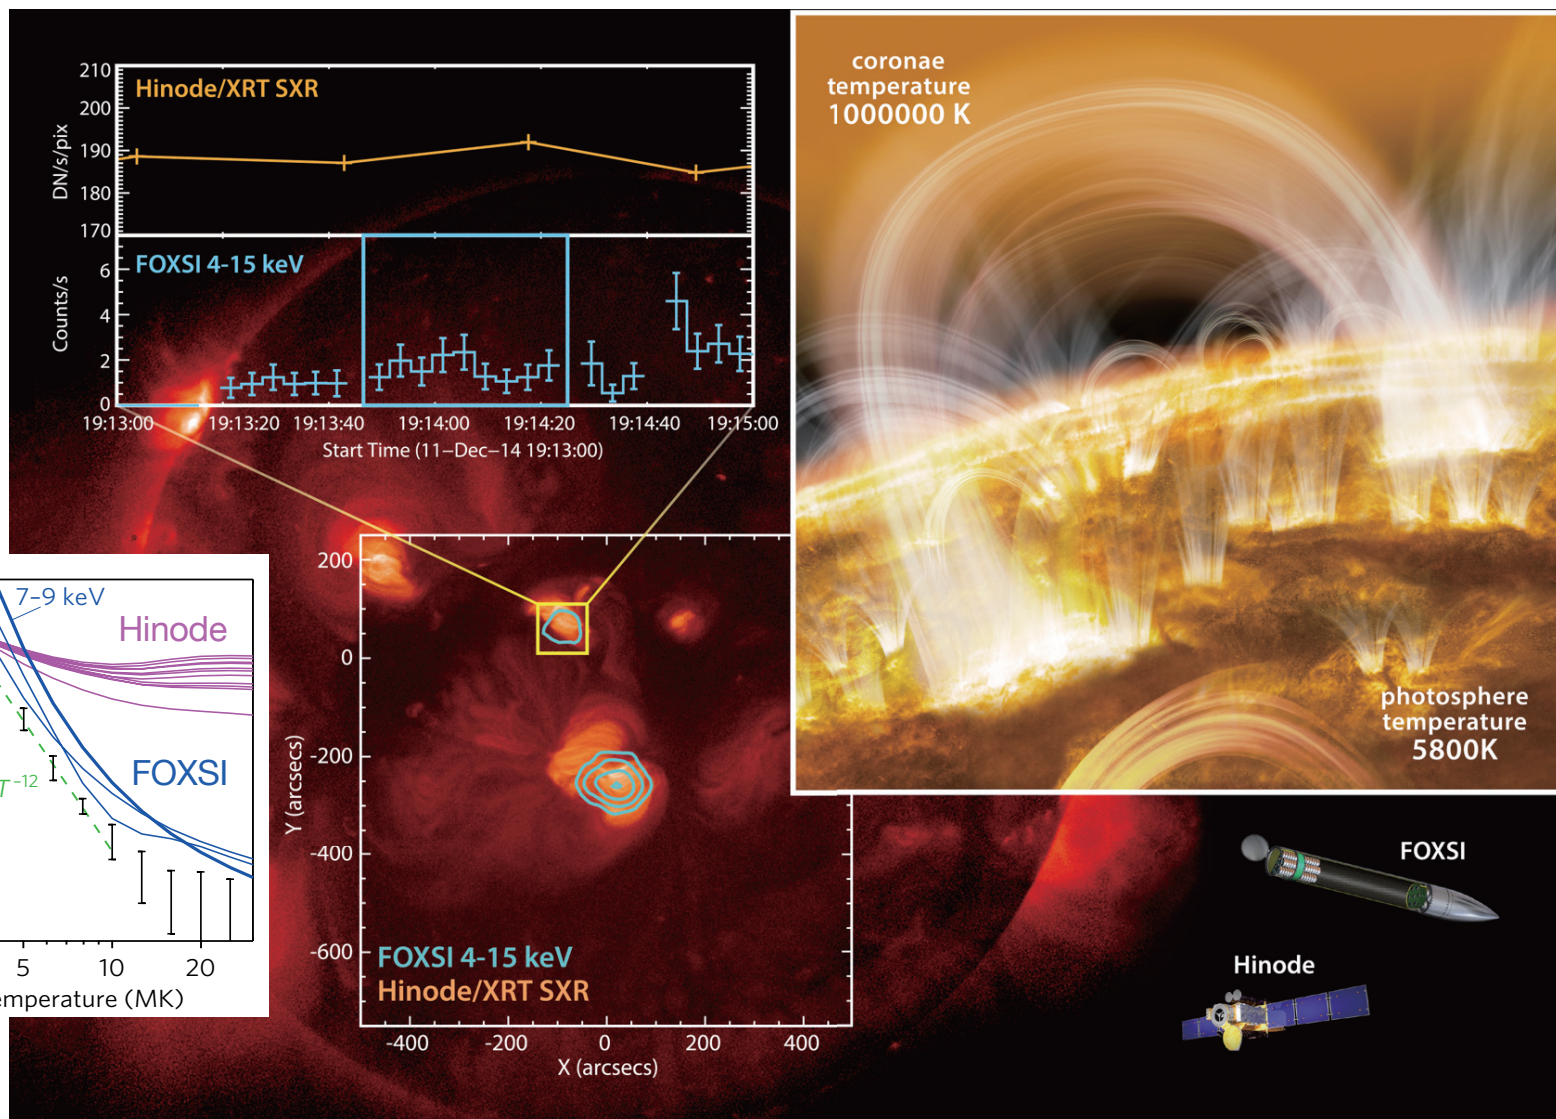 210
Hinode/XRT SXR
200
190
180
170
DN/s/pix
FOXSI 4-15 keV
6
4
2
0
Counts/s
19:13:00
19:13:20
19:13:40
19:14:00
19:14:20
19:14:40
19:15:00
Start Time (11–Dec–14 19:13:00)
coronae
temperature
1000000 K
photosphere
temperature
5800K
7–9 keV
Hinode
FOXSI
T⁻¹²
5
10
20
emperature (MK)
200
0
-200
-400
-600
Y (arcsecs)
FOXSI 4-15 keV
Hinode/XRT SXR
-400
-200
0
200
400
X (arcsecs)
FOXSI
Hinode